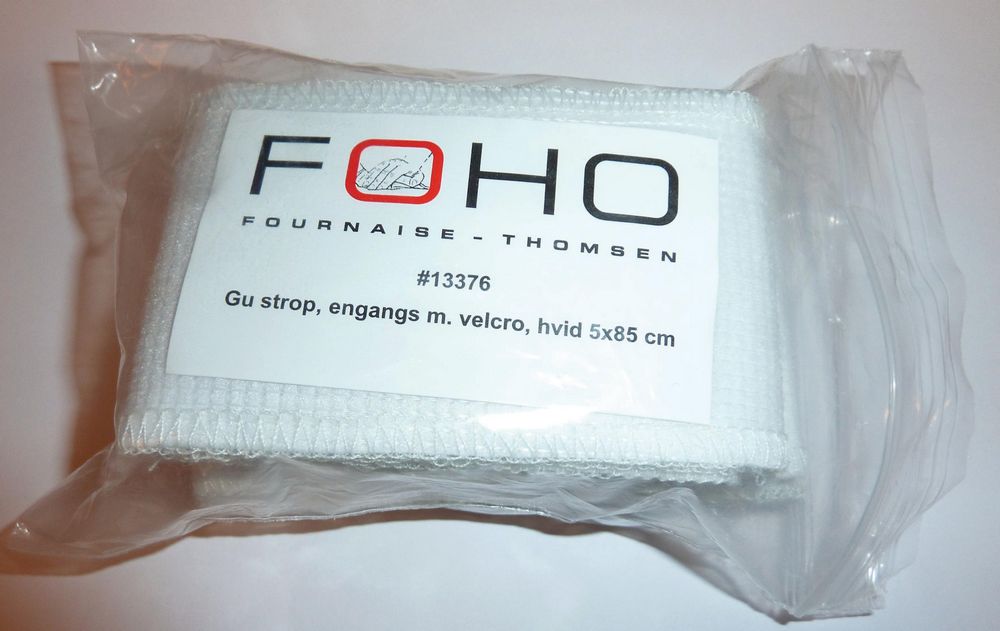 FOHO
FOURNAISE - THOMSEN
#13376
Gu strop, engangs m. velcro, hvid 5x85 cm